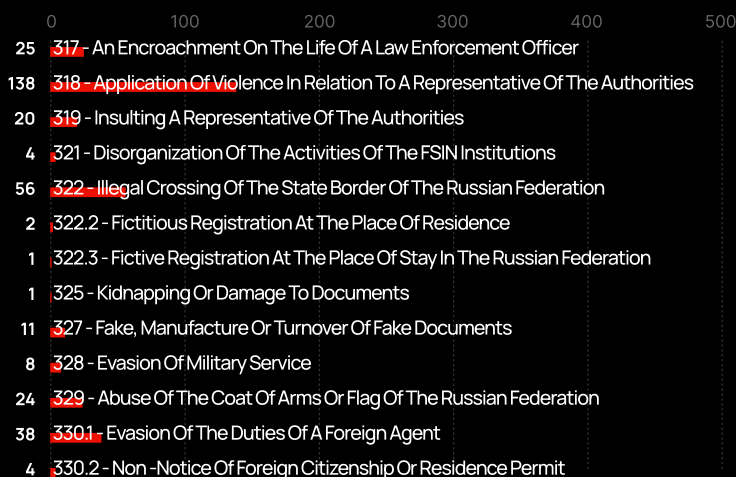 0 100 200 300 400 500
25 317 - An Encroachment On The Life Of A Law Enforcement Officer
138 318 - Application Of Violence In Relation To A Representative Of The Authorities
20 319 - Insulting A Representative Of The Authorities
4 321 - Disorganization Of The Activities Of The FSIN Institutions
56 322 - Illegal Crossing Of The State Border Of The Russian Federation
2 322.2 - Fictitious Registration At The Place Of Residence
1 322.3 - Fictive Registration At The Place Of Stay In The Russian Federation
1 325 - Kidnapping Or Damage To Documents
11 327 - Fake, Manufacture Or Turnover Of Fake Documents
8 328 - Evasion Of Military Service
24 329 - Abuse Of The Coat Of Arms Or Flag Of The Russian Federation
38 330.1 - Evasion Of The Duties Of A Foreign Agent
4 330.2 - Non -Notice Of Foreign Citizenship Or Residence Permit